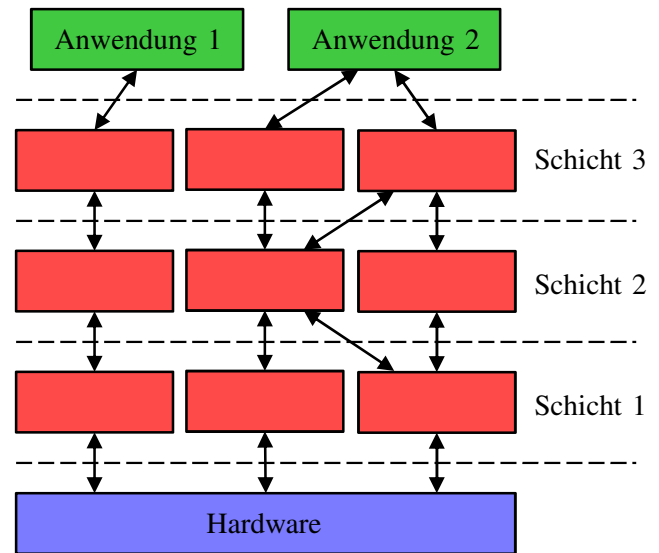 Anwendung 1
Anwendung 2
Schicht 3
Schicht 2
Schicht 1
Hardware